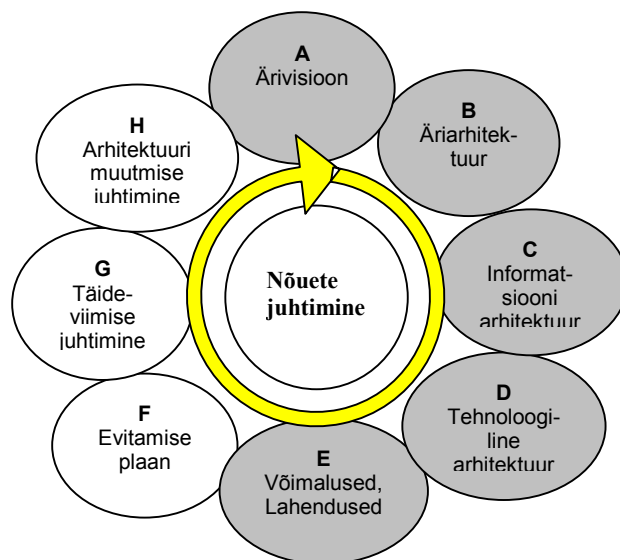 A
Ärivisioon
B
Äriarhitek-
tuur
C
Informat-
siooni
arhitektuur
D
Tehnoloogi-
line
arhitektuur
E
Võimalused,
Lahendused
F
Evitamise
plaan
G
Täide-
viimise
juhtimine
H
Arhitektuuri
muutmise
juhtimine
Nõuete
juhtimine